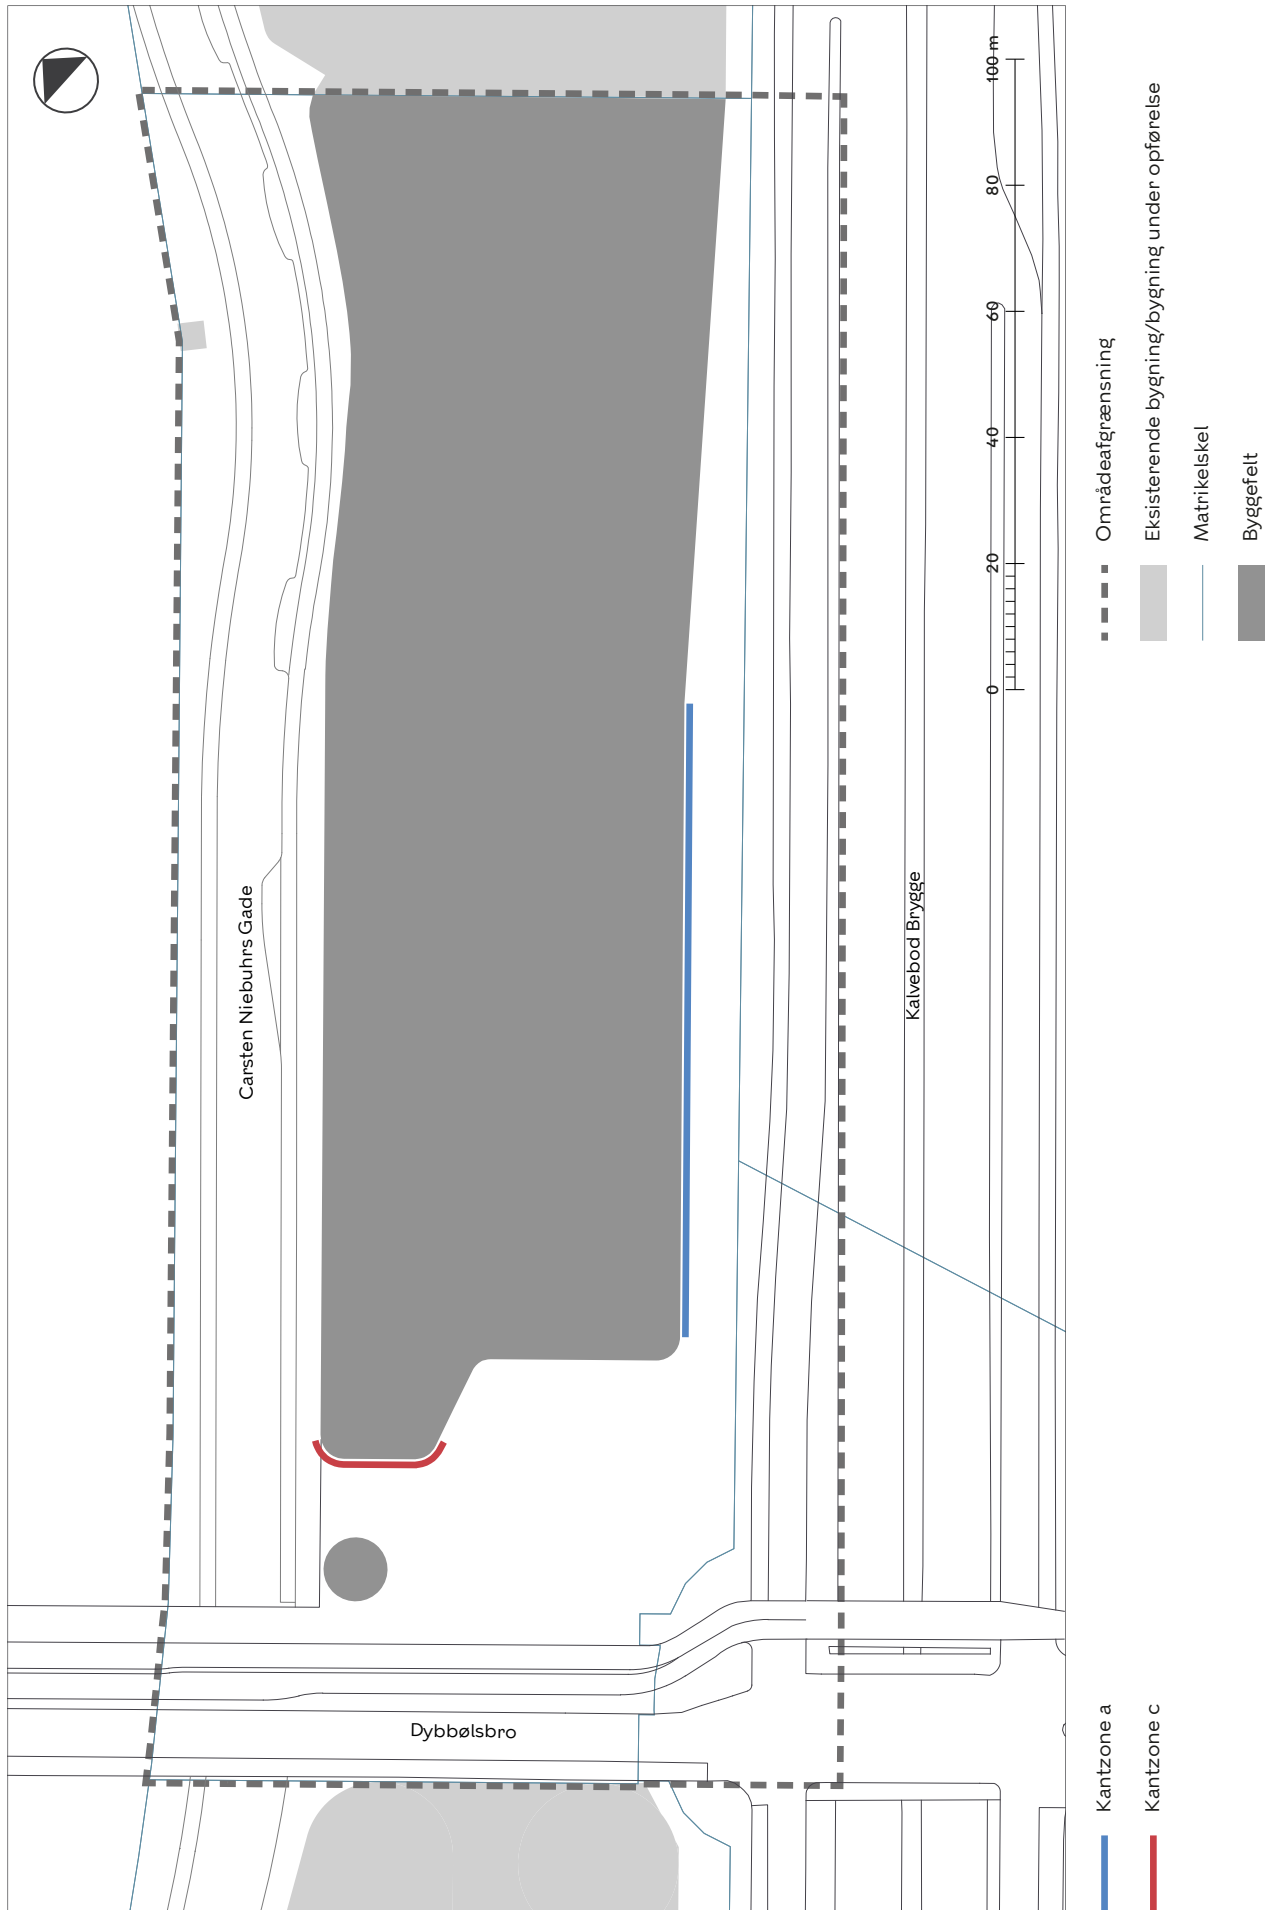 Carsten Niebuhrs Gade
Kalvebod Brygge
Dybbølsbro
0
20
40
60
80
100 m
Områdeafgrænsning
Eksisterende bygning/bygning under opførelse
Matrikelskel
Byggefelt
Kantzone a
Kantzone c